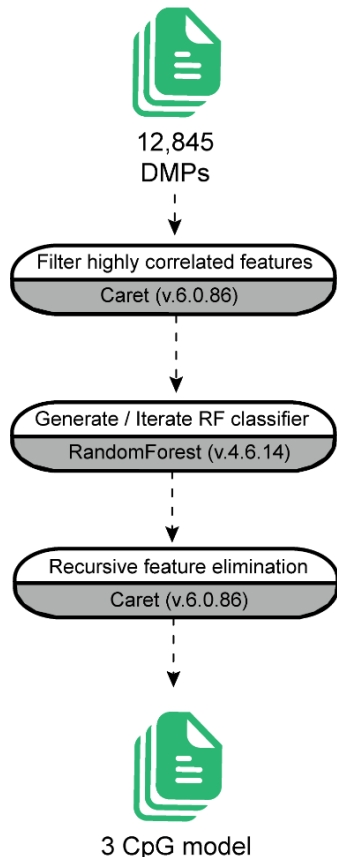 12,845
DMPs
Filter highly correlated features
Caret (v.6.0.86)
Generate / Iterate RF classifier
RandomForest (v.4.6.14)
Recursive feature elimination
Caret (v.6.0.86)
3 CpG model